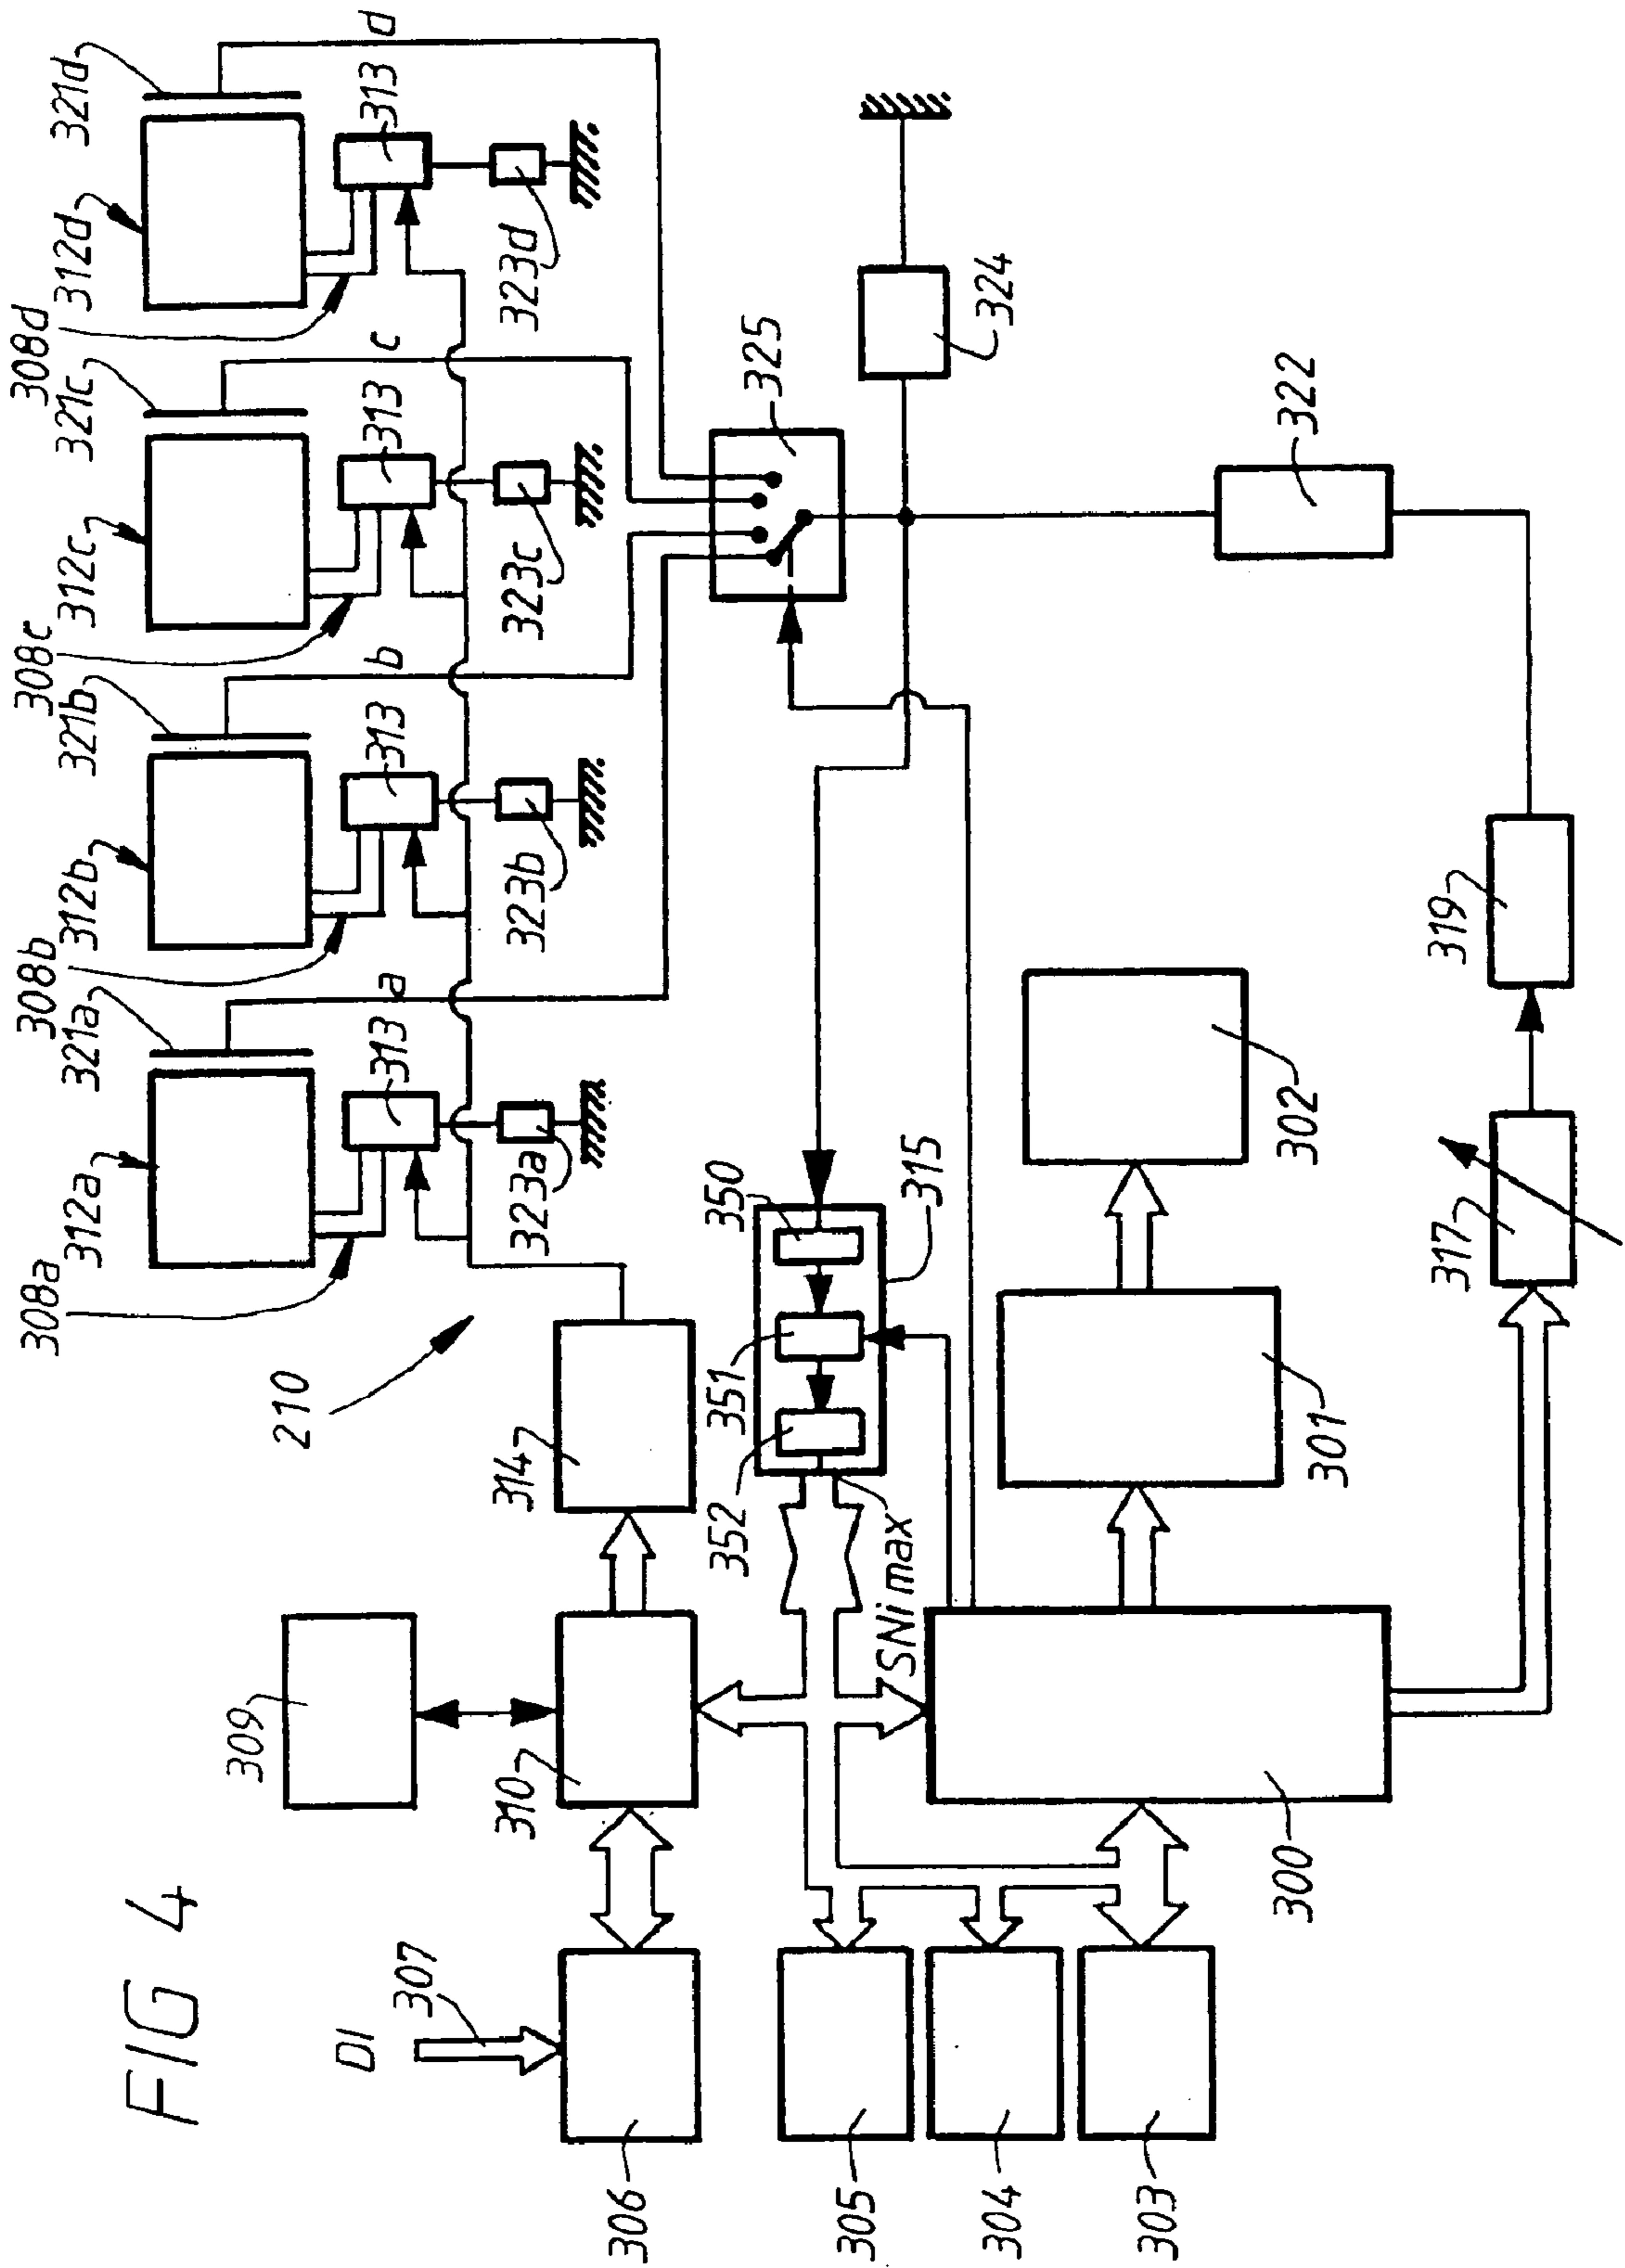 FIG 4
308a
312a
321a
a
308b
312b
321b
b
308c
312c
321c
c
308d
312d
321d
d
313
313
313
313
323a
323b
323c
323d
210
309
314
310
DI
307
306
325
324
350
351
352
315
SNi max
302
301
322
319
317
300
305
304
303